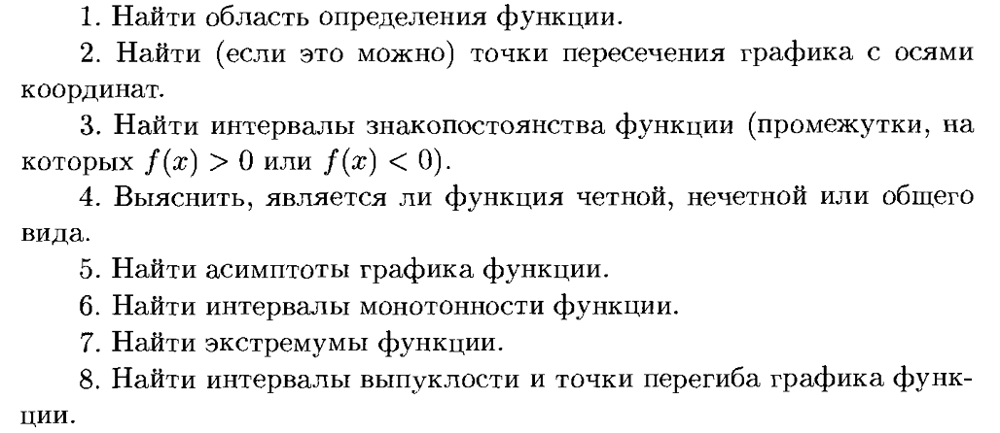 1. Найти область определения функции.
2. Найти (если это можно) точки пересечения графика с осями
координат.
3. Найти интервалы знакопостоянства функции (промежутки, на
которых f(x) > 0 или f(x) < 0).
4. Выяснить, является ли функция четной, нечетной или общего
вида.
5. Найти асимптоты графика функции.
6. Найти интервалы монотонности функции.
7. Найти экстремумы функции.
8. Найти интервалы выпуклости и точки перегиба графика функ-
ции.